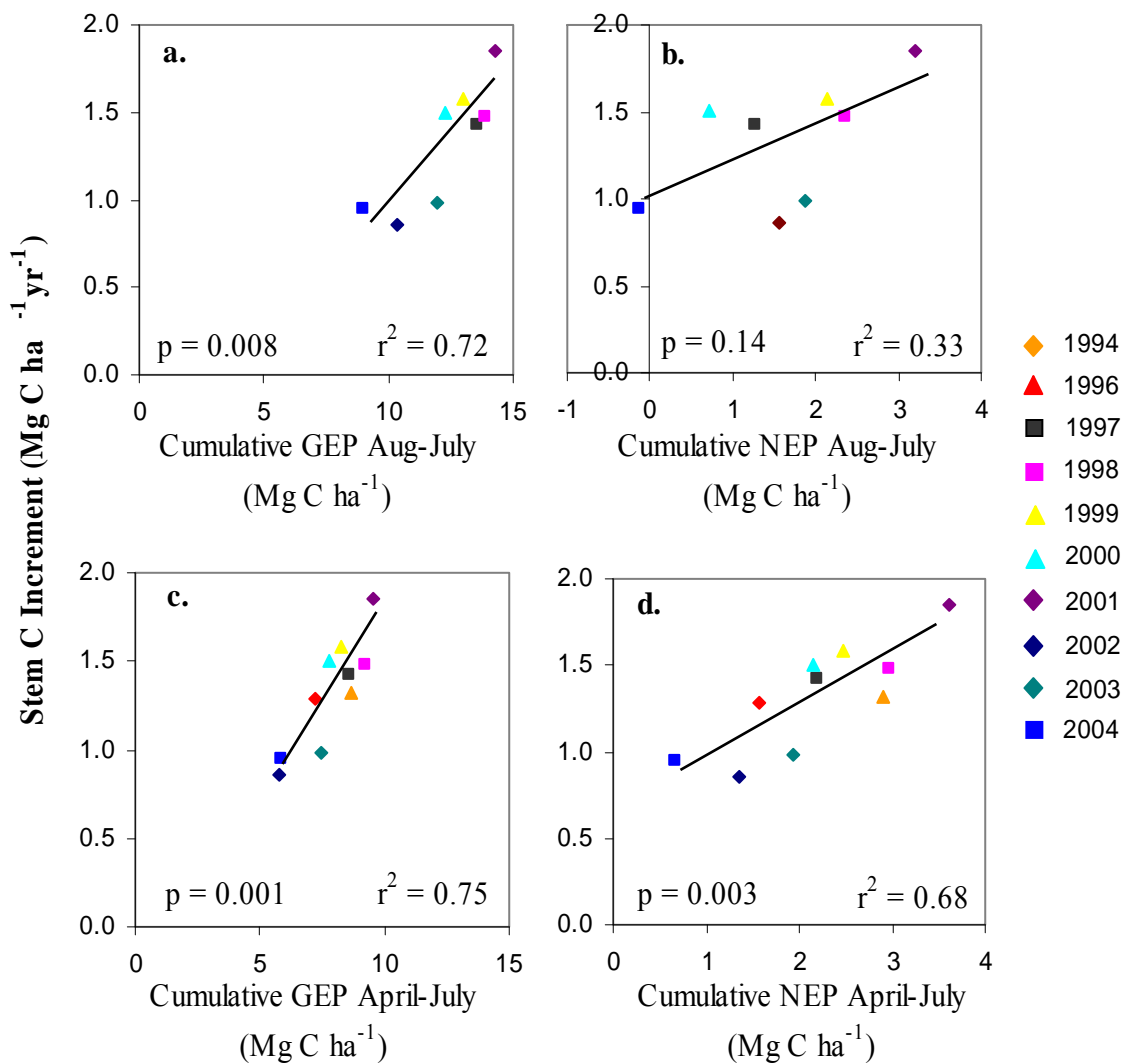 Stem C Increment (Mg C ha -1 yr-1)
a.
2.0
1.5
1.0
0.5
0.0
p = 0.008 r2 = 0.72
0 5 10 15
Cumulative GEP Aug-July
(Mg C ha-1)
b.
2.0
1.5
1.0
0.5
0.0
p = 0.14 r2 = 0.33
-1 0 1 2 3 4
Cumulative NEP Aug-July
(Mg C ha-1)
c.
2.0
1.5
1.0
0.5
0.0
p = 0.001 r2 = 0.75
0 5 10 15
Cumulative GEP April-July
(Mg C ha-1)
d.
2.0
1.5
1.0
0.5
0.0
p = 0.003 r2 = 0.68
0 1 2 3 4
Cumulative NEP April-July
(Mg C ha-1)
1994
1996
1997
1998
1999
2000
2001
2002
2003
2004